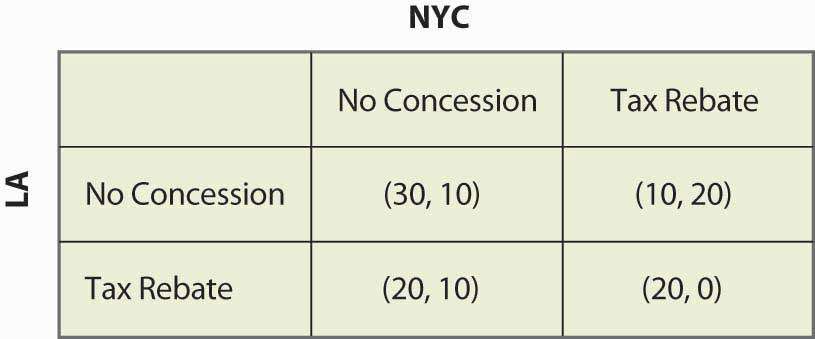 NYC
No Concession Tax Rebate
LA
No Concession (30, 10) (10, 20)
Tax Rebate (20, 10) (20, 0)